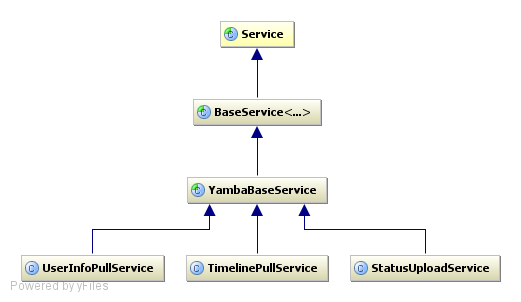 Service
BaseService<...>
YambaBaseService
UserInfoPullService
TimelinePullService
StatusUploadService
Powered by yFiles